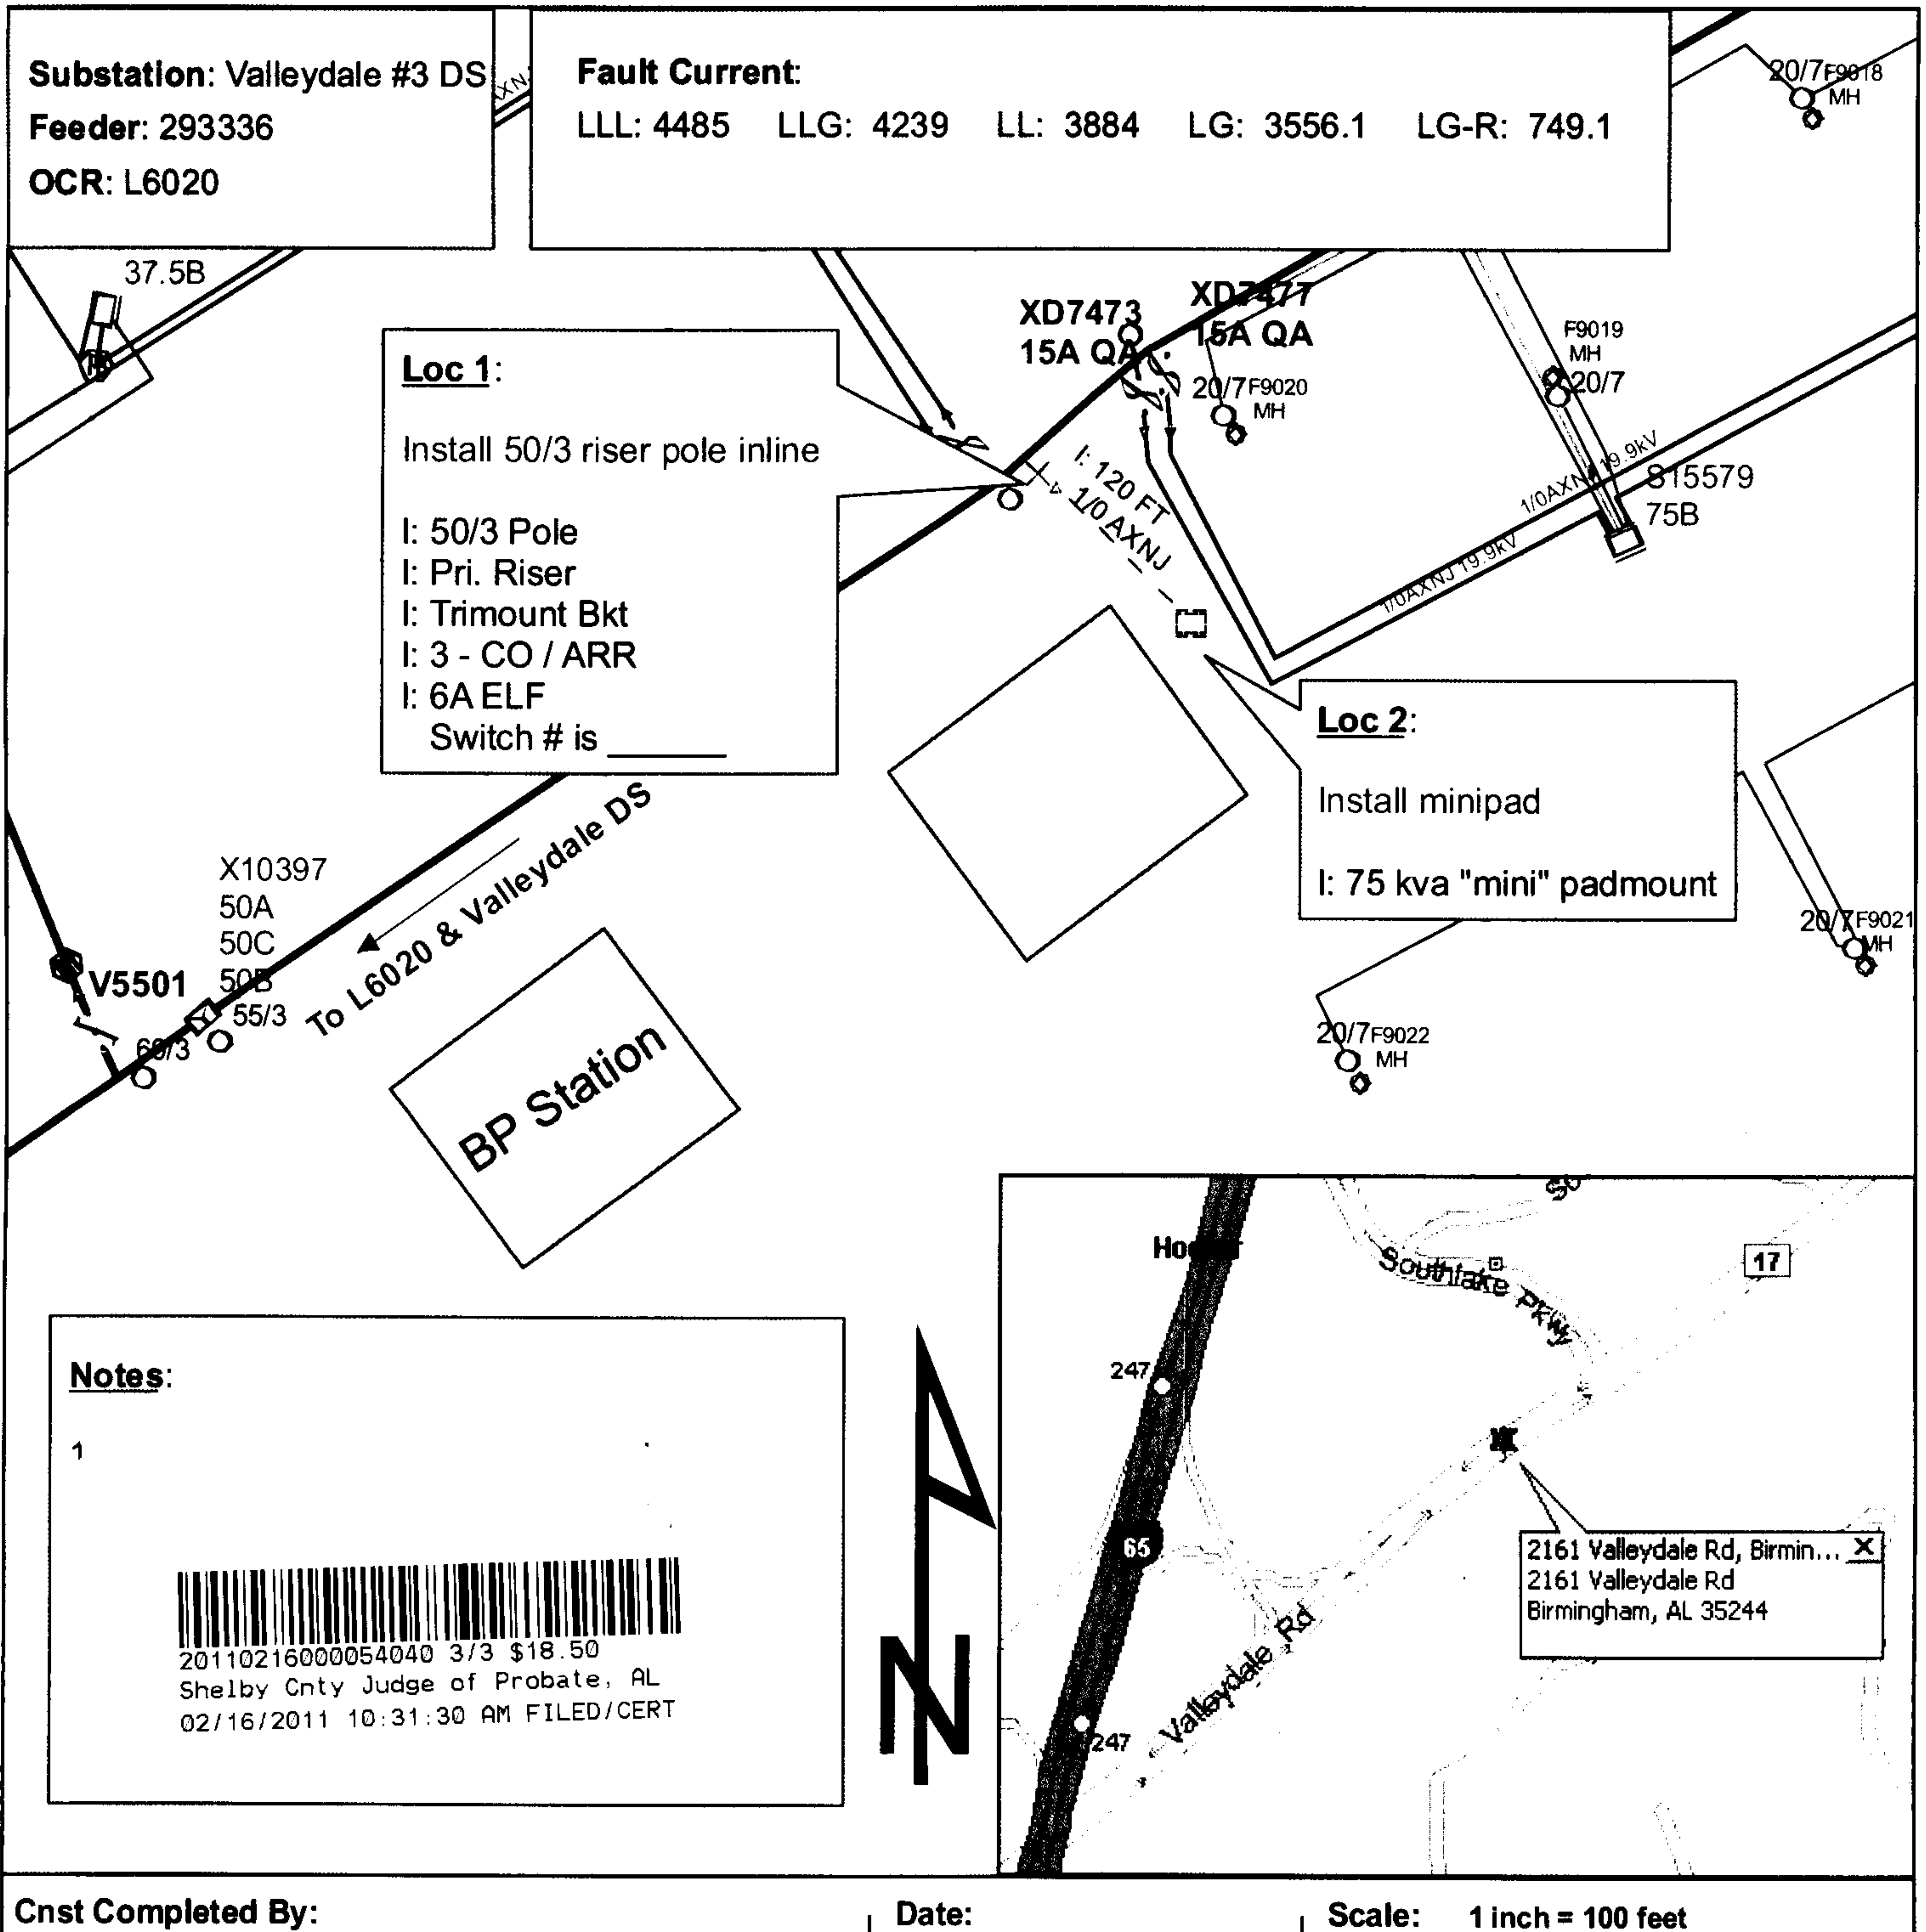 Substation: Valleydale #3 DS
Feeder: 293336
OCR: L6020
Fault Current:
LLL: 4485 LLG: 4239 LL: 3884 LG: 3556.1 LG-R: 749.1
20/7 F9018
MH
37.5B
XD7473
15A QA
XD7477
15A QA
F9019
MH
20/7
20/7 F9020
MH
Loc 1:
Install 50/3 riser pole inline
I: 50/3 Pole
I: Pri. Riser
I: Trimount Bkt
I: 3 - CO / ARR
I: 6A ELF
Switch # is
I: 120 FT
1/0 AXNJ
1/0AXNJ 19.9kV
1/0AXNJ 19.9kV
S15579
75B
Loc 2:
Install minipad
I: 75 kva "mini" padmount
X10397
50A
50C
50B
55/3
V5501
60/3
To L6020 & Valleydale DS
BP Station
20/7 F9021
MH
20/7 F9022
MH
Notes:
1
20110216000054040 3/3 $18.50
Shelby Cnty Judge of Probate, AL
02/16/2011 10:31:30 AM FILED/CERT
N
Southlake Pkwy
17
247
65
247
Valleydale Rd
2161 Valleydale Rd, Birmin... X
2161 Valleydale Rd
Birmingham, AL 35244
Cnst Completed By:
Date:
Scale: 1 inch = 100 feet